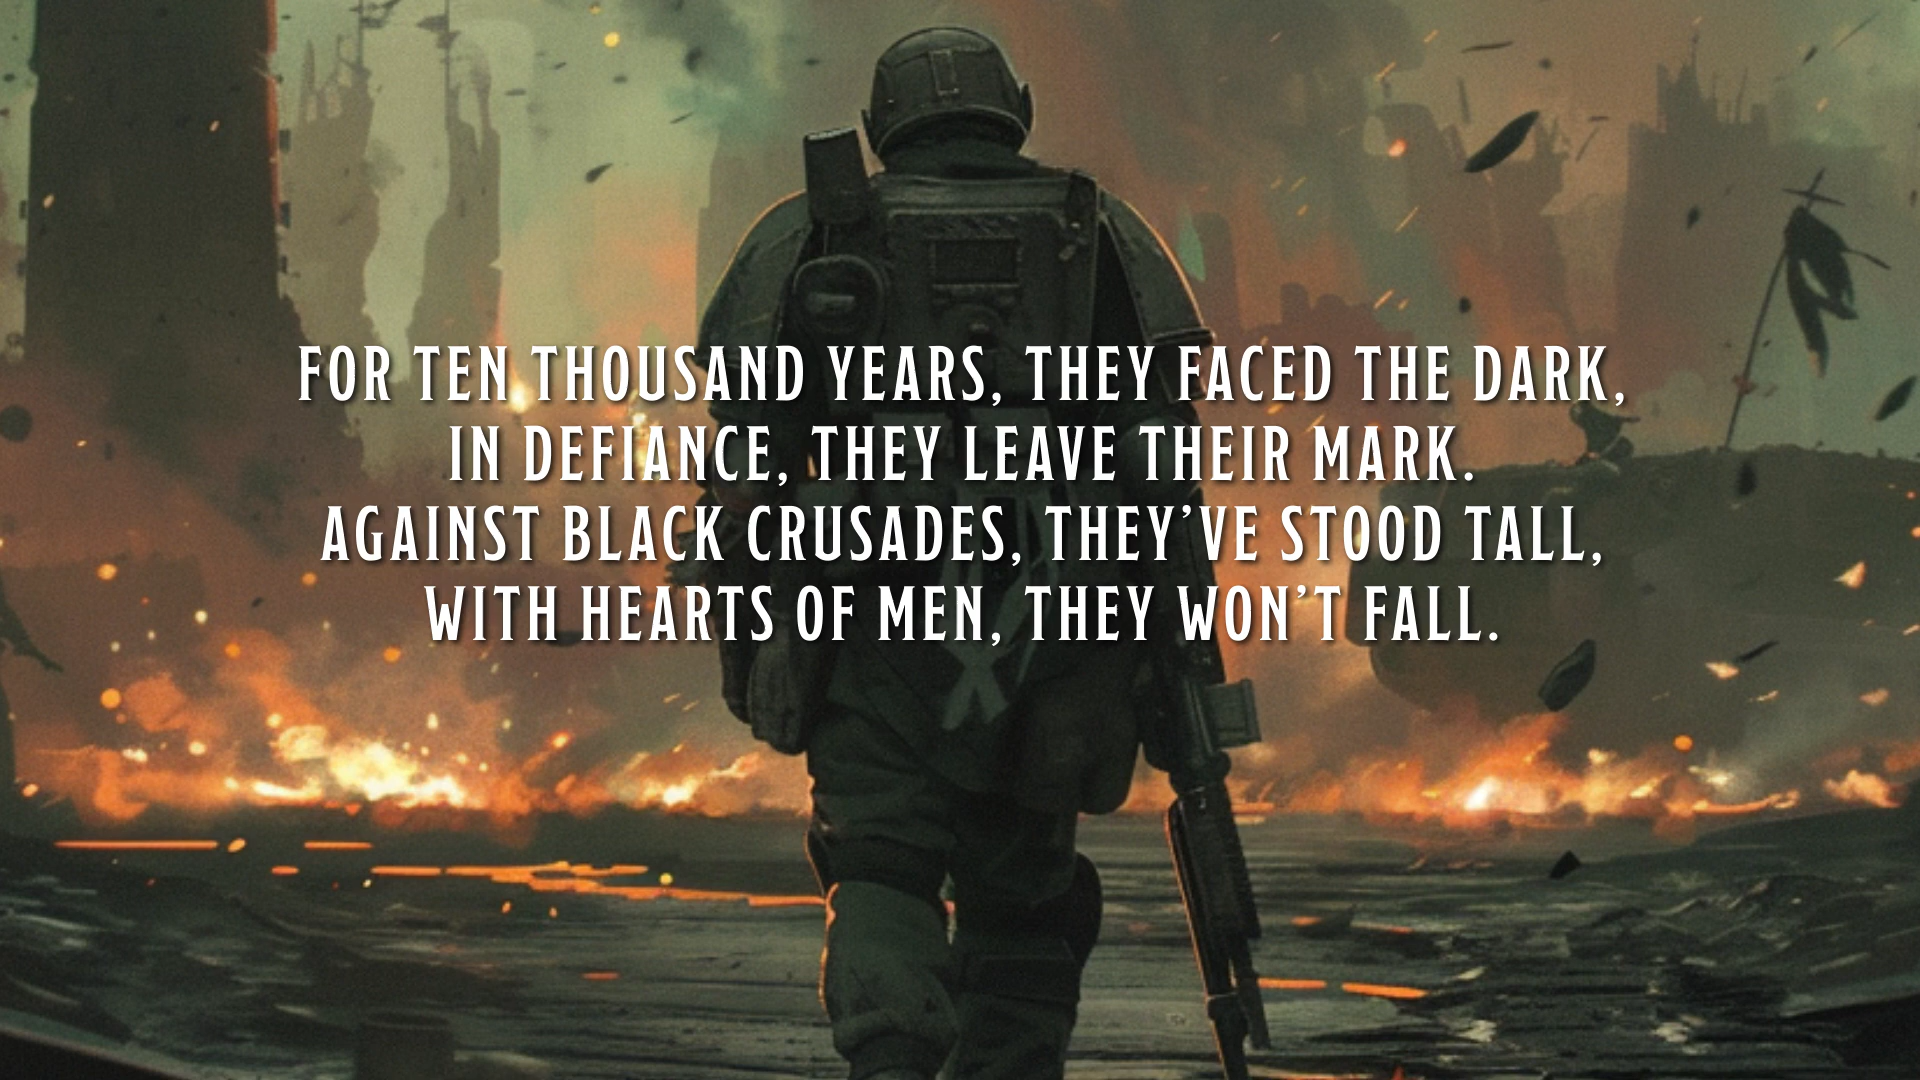 FOR TEN THOUSAND YEARS, THEY FACED THE DARK,
IN DEFIANCE, THEY LEAVE THEIR MARK.
AGAINST BLACK CRUSADES, THEY’VE STOOD TALL,
WITH HEARTS OF MEN, THEY WON’T FALL.